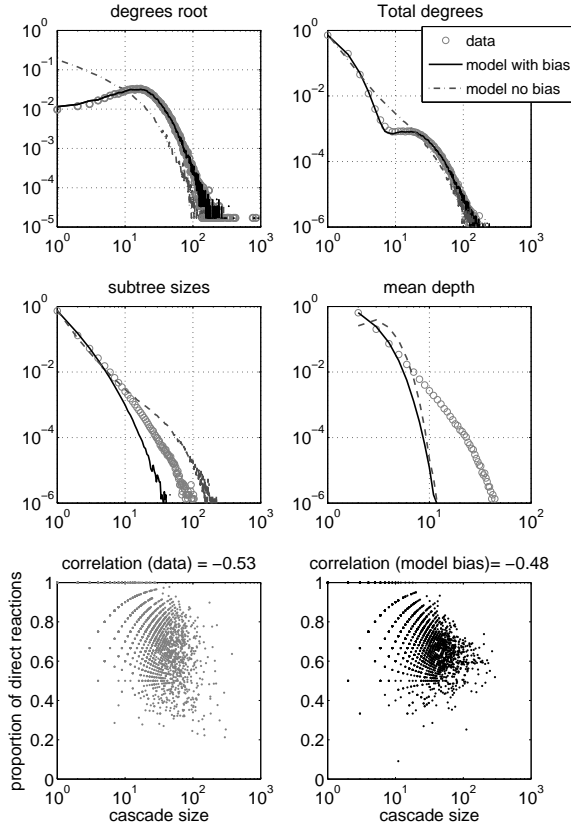 degrees root
Total degrees
data
model with bias
model no bias
10^0
10^-1
10^-2
10^-3
10^-4
10^-5
10^0 10^1 10^2 10^3
10^0
10^-2
10^-4
10^-6
10^0 10^1 10^2 10^3
subtree sizes
mean depth
10^0
10^-2
10^-4
10^-6
10^0 10^1 10^2 10^3
10^0
10^-2
10^-4
10^-6
10^0 10^1 10^2
correlation (data) = −0.53
correlation (model bias)= −0.48
proportion of direct reactions
1
0.8
0.6
0.4
0.2
0
10^0 10^1 10^2 10^3
cascade size
1
0.8
0.6
0.4
0.2
0
10^0 10^1 10^2 10^3
cascade size